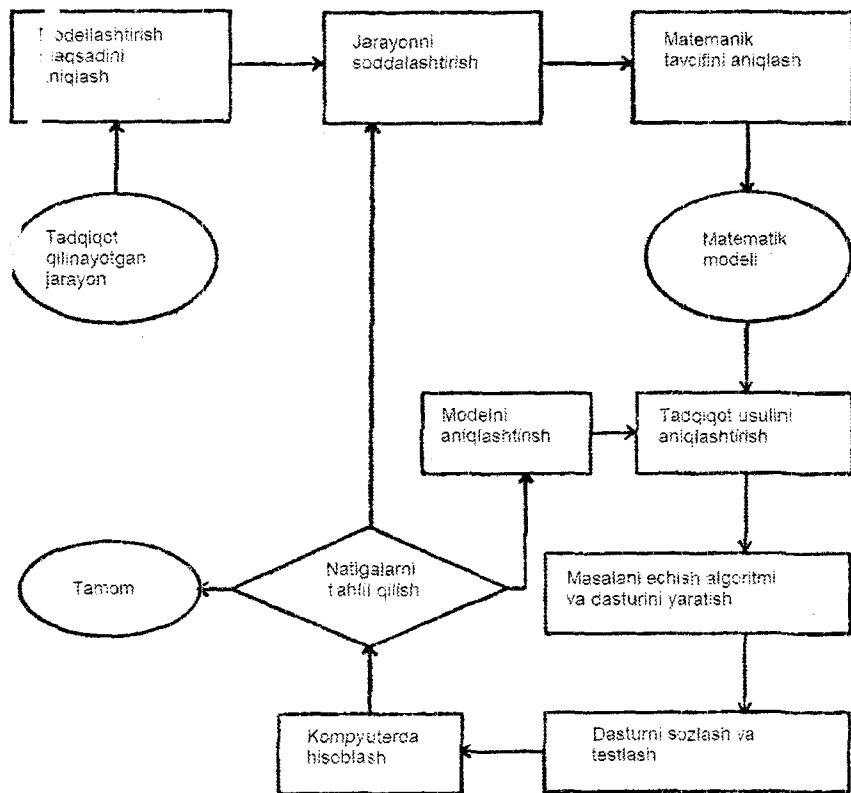 Modellashtirish
maqsadini
aniqlash
Jarayonni
soddalashtirish
Matemanik
tavcifini aniqlash
Tadqiqot
qilinayotgan
jarayon
Matematik
modeli
Modelni
aniqlashtirish
Tadqiqot usulini
aniqlashtirish
Tamom
Natigalarni
tahlil qilish
Masalani echish algoritmi
va dasturini yaratish
Kompyuterda
hisoblash
Dasturni sozlash va
testlash